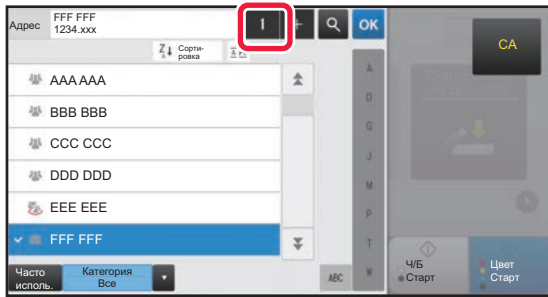 Адрес
FFF FFF
1234.xxx
1
+
OK
CA
Z
A
Сорти-
ровка
AAA AAA
BBB BBB
CCC CCC
DDD DDD
EEE EEE
FFF FFF
A
D
G
J
M
P
T
W
Часто
исполь.
Категория
Все
ABC
Ч/Б
Старт
Цвет
Старт